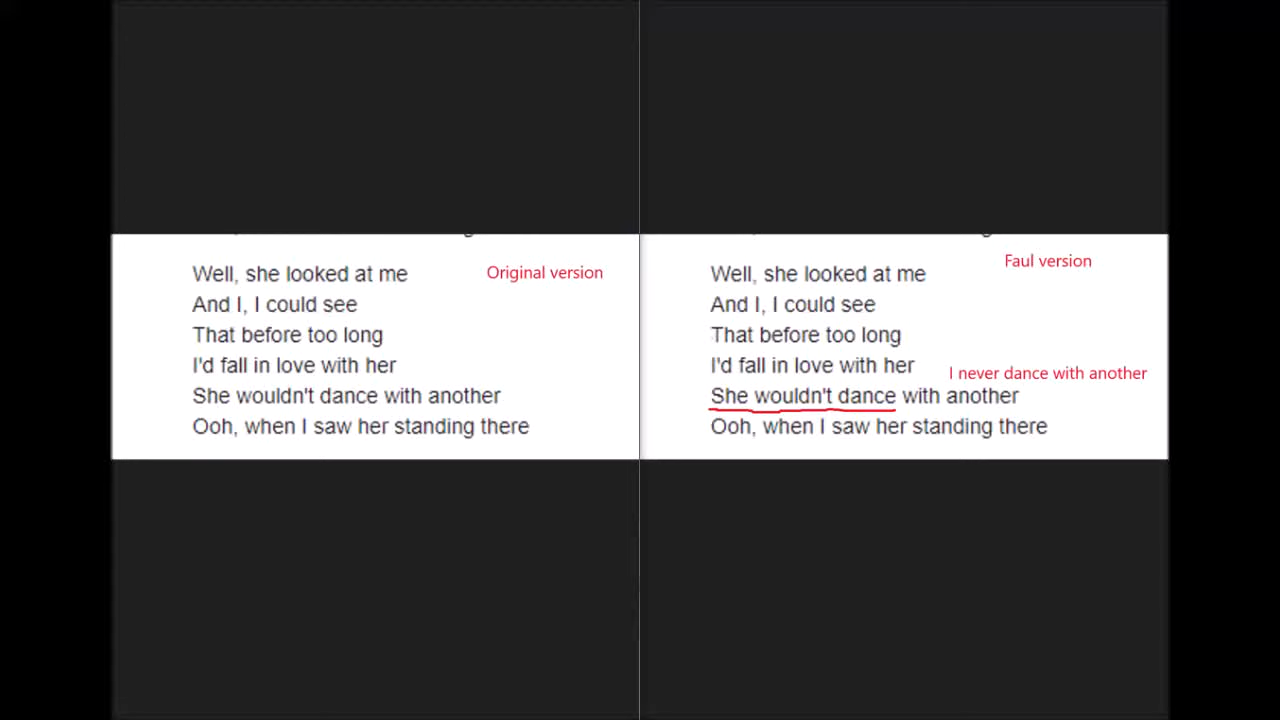 Well, she looked at me
Original version
And I, I could see
That before too long
I'd fall in love with her
She wouldn't dance with another
Ooh, when I saw her standing there
Faul version
Well, she looked at me
And I, I could see
That before too long
I'd fall in love with her
I never dance with another
She wouldn't dance with another
Ooh, when I saw her standing there